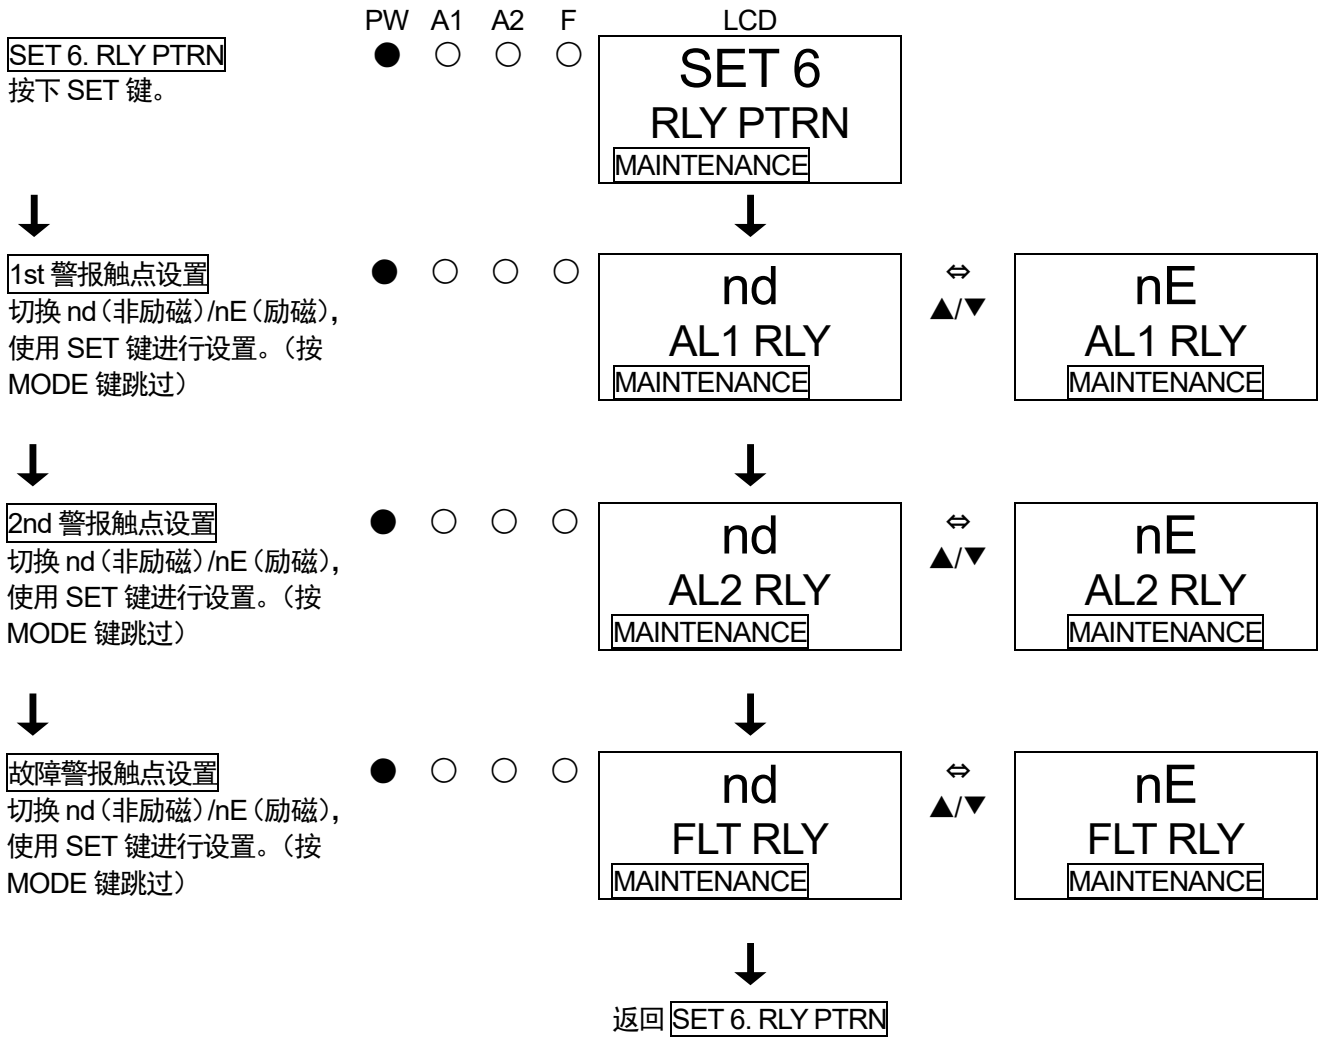 PW A1 A2 F LCD
SET 6. RLY PTRN
按下 SET 键。
● ○ ○ ○
SET 6
RLY PTRN
MAINTENANCE
↓ ↓
1st 警报触点设置
切换 nd（非励磁）/nE（励磁），
使用 SET 键进行设置。（按
MODE 键跳过）
● ○ ○ ○
nd
AL1 RLY
MAINTENANCE
⇔
▲/▼
nE
AL1 RLY
MAINTENANCE
↓ ↓
2nd 警报触点设置
切换 nd（非励磁）/nE（励磁），
使用 SET 键进行设置。（按
MODE 键跳过）
● ○ ○ ○
nd
AL2 RLY
MAINTENANCE
⇔
▲/▼
nE
AL2 RLY
MAINTENANCE
↓ ↓
故障警报触点设置
切换 nd（非励磁）/nE（励磁），
使用 SET 键进行设置。（按
MODE 键跳过）
● ○ ○ ○
nd
FLT RLY
MAINTENANCE
⇔
▲/▼
nE
FLT RLY
MAINTENANCE
↓
返回 SET 6. RLY PTRN